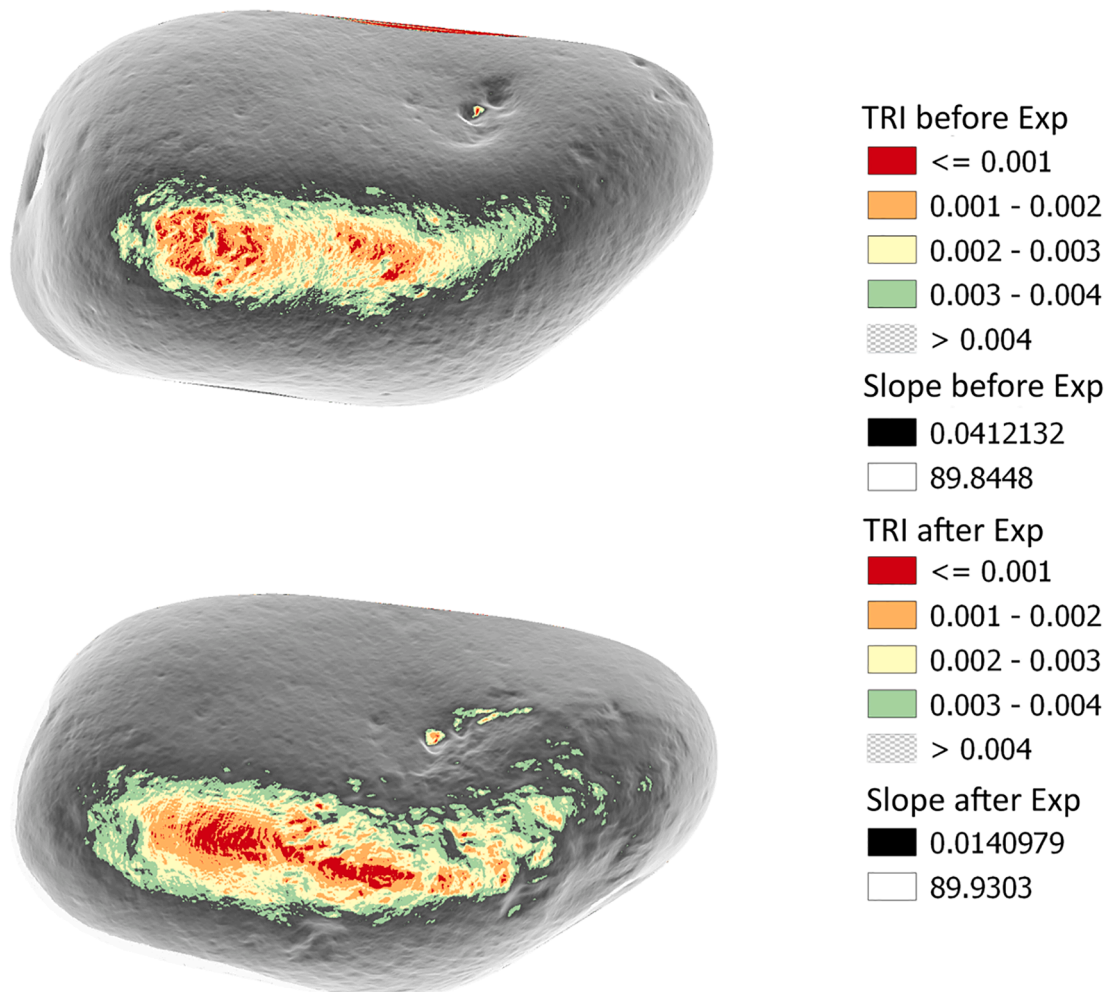 TRI before Exp
<= 0.001
0.001 - 0.002
0.002 - 0.003
0.003 - 0.004
> 0.004
Slope before Exp
0.0412132
89.8448
TRI after Exp
<= 0.001
0.001 - 0.002
0.002 - 0.003
0.003 - 0.004
> 0.004
Slope after Exp
0.0140979
89.9303